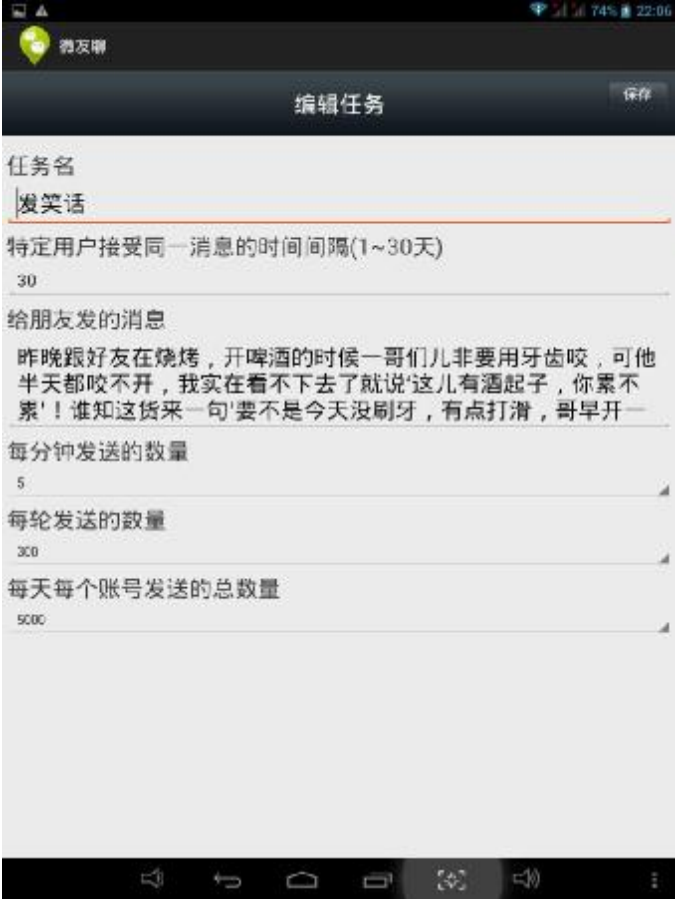 74% 22:06
微友聊
编辑任务
保存
任务名
发笑话
特定用户接受同一消息的时间间隔(1~30天)
30
给朋友发的消息
昨晚跟好友在烧烤，开啤酒的时候一哥们儿非要用牙齿咬，可他
半天都咬不开，我实在看不下去了就说'这儿有酒起子，你累不
累'！谁知这货来一句'要不是今天没刷牙，有点打滑，哥早开一
每分钟发送的数量
5
每轮发送的数量
300
每天每个账号发送的总数量
5000